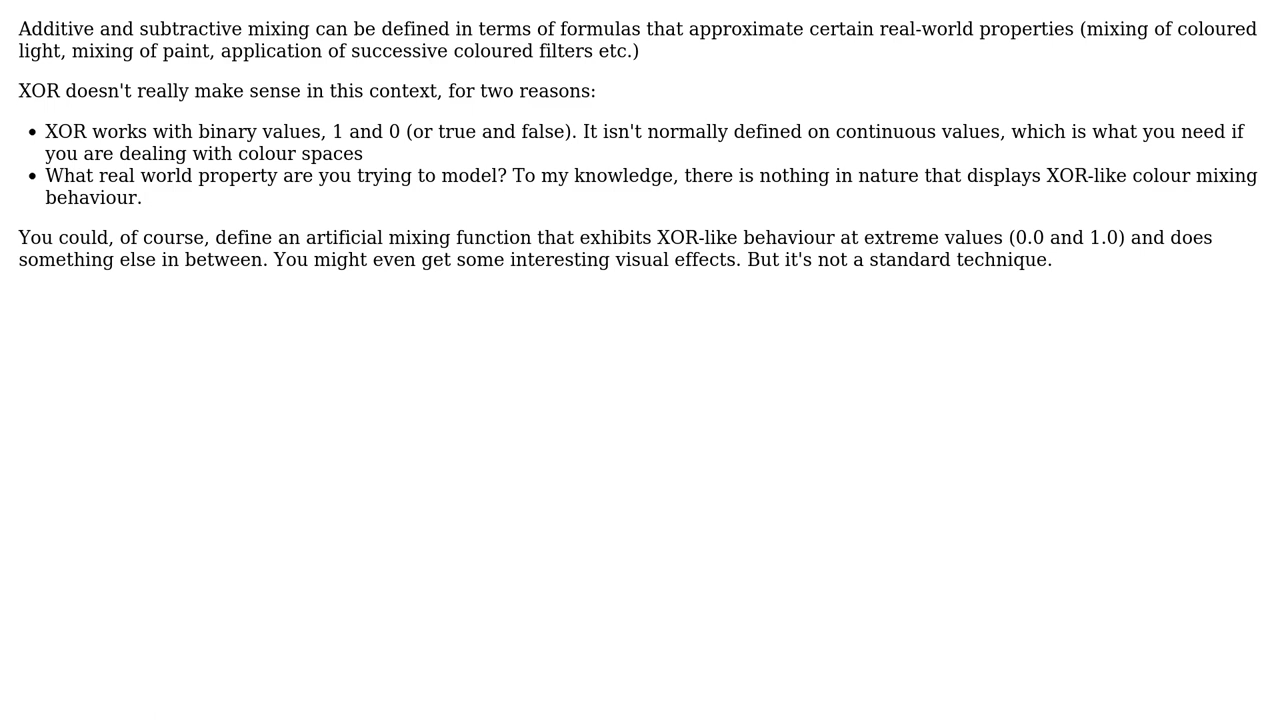 Additive and subtractive mixing can be defined in terms of formulas that approximate certain real-world properties (mixing of coloured
light, mixing of paint, application of successive coloured filters etc.)
XOR doesn't really make sense in this context, for two reasons:
• XOR works with binary values, 1 and 0 (or true and false). It isn't normally defined on continuous values, which is what you need if
you are dealing with colour spaces
• What real world property are you trying to model? To my knowledge, there is nothing in nature that displays XOR-like colour mixing
behaviour.
You could, of course, define an artificial mixing function that exhibits XOR-like behaviour at extreme values (0.0 and 1.0) and does
something else in between. You might even get some interesting visual effects. But it's not a standard technique.